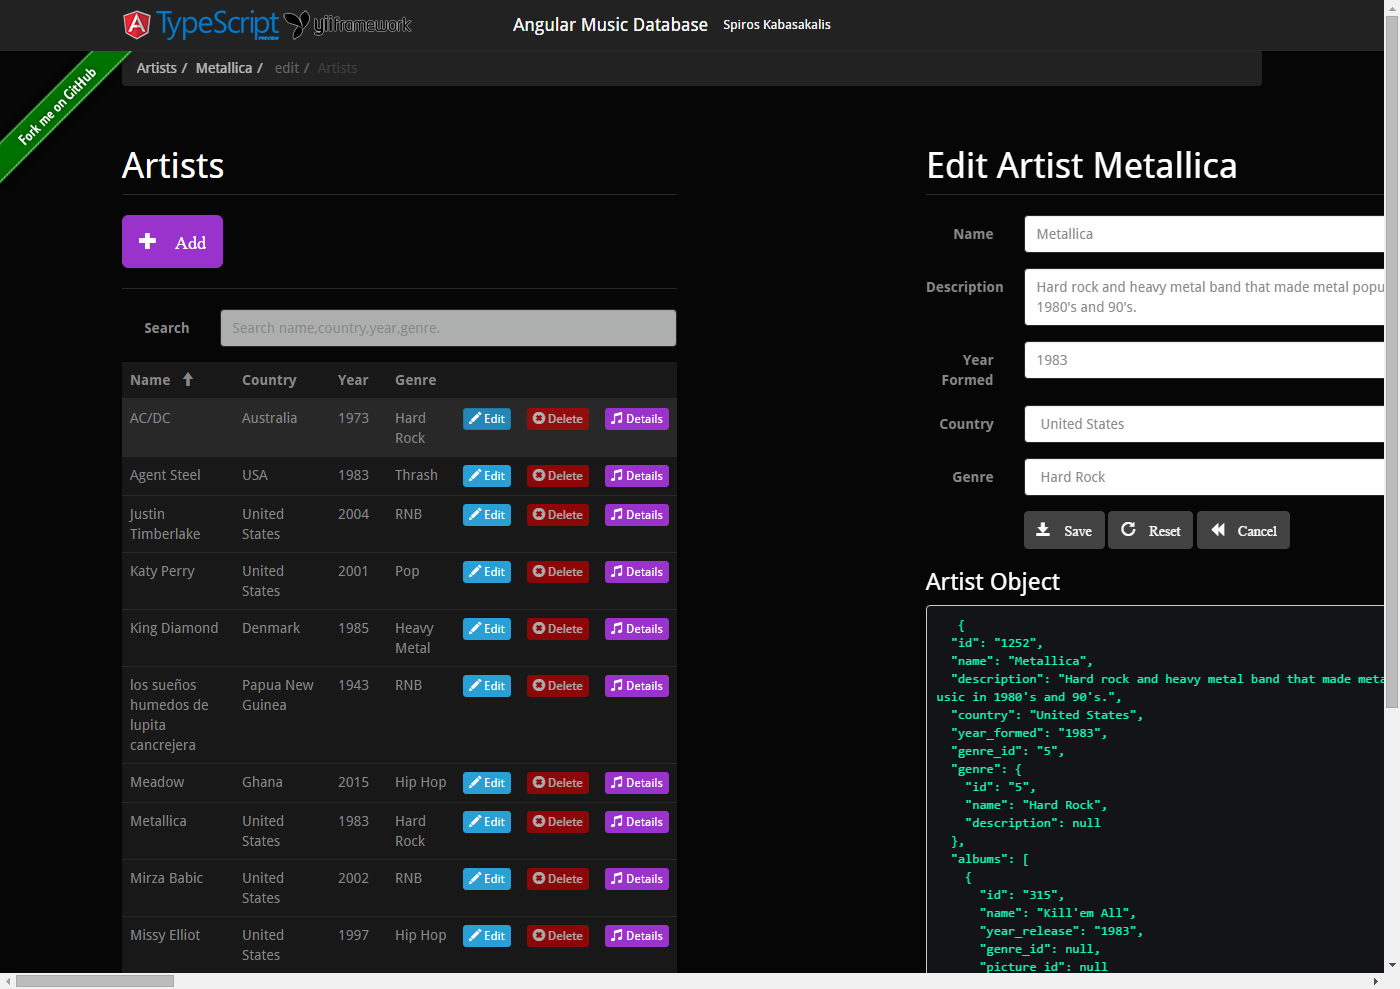 TypeScript PREVIEW yiiframework Angular Music Database Spiros Kabasakalis
Fork me on GitHub
Artists / Metallica / edit / Artists
Artists
Add
Search Search name,country,year,genre.
Name Country Year Genre
AC/DC Australia 1973 Hard Rock Edit Delete Details
Agent Steel USA 1983 Thrash Edit Delete Details
Justin Timberlake United States 2004 RNB Edit Delete Details
Katy Perry United States 2001 Pop Edit Delete Details
King Diamond Denmark 1985 Heavy Metal Edit Delete Details
los sueños humedos de lupita cancrejera Papua New Guinea 1943 RNB Edit Delete Details
Meadow Ghana 2015 Hip Hop Edit Delete Details
Metallica United States 1983 Hard Rock Edit Delete Details
Mirza Babic United States 2002 RNB Edit Delete Details
Missy Elliot United States 1997 Hip Hop Edit Delete Details
Edit Artist Metallica
Name Metallica
Description Hard rock and heavy metal band that made metal popu
1980's and 90's.
Year Formed 1983
Country United States
Genre Hard Rock
Save Reset Cancel
Artist Object
{
"id": "1252",
"name": "Metallica",
"description": "Hard rock and heavy metal band that made meta
usic in 1980's and 90's.",
"country": "United States",
"year_formed": "1983",
"genre_id": "5",
"genre": {
"id": "5",
"name": "Hard Rock",
"description": null
},
"albums": [
{
"id": "315",
"name": "Kill'em All",
"year_release": "1983",
"genre_id": null,
"picture_id": null